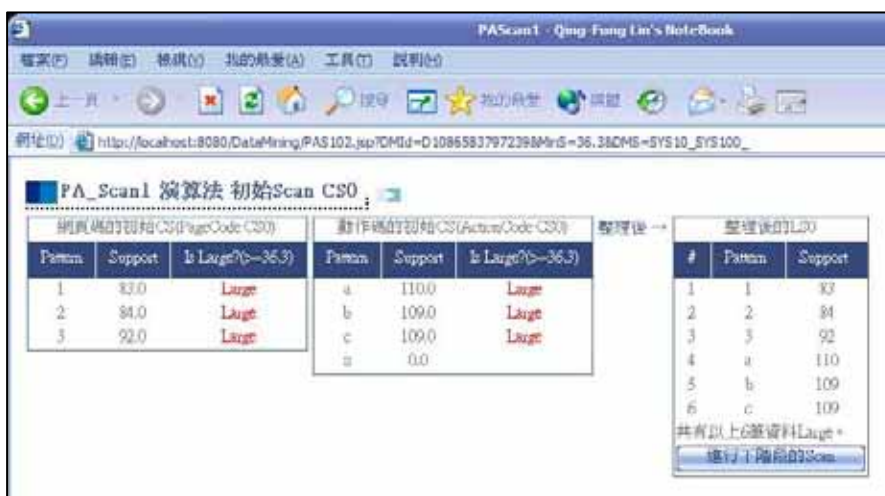 PAScan1 - Qing-Fung Lin's NoteBook
檔案(F) 編輯(E) 檢視(V) 我的最愛(A) 工具(T) 說明(H)
上一頁 搜尋 我的最愛 媒體
網址(D) http://localhost:8080/DataMining/PAS102.jsp?DMId=D1086583797239&MinS=36.3&DMS=SYS10_SYS100_
PA_Scan1 演算法 初始Scan CS0
網頁碼的初始CS(PageCode CS0)
Pattern Support Is Large?(>=36.3)
1 83.0 Large
2 84.0 Large
3 92.0 Large
動作碼的初始CS(ActionCode CS0)
Pattern Support Is Large?(>=36.3)
a 110.0 Large
b 109.0 Large
c 109.0 Large
0.0
整理後→
整理後的LS0
# Pattern Support
1 1 83
2 2 84
3 3 92
4 a 110
5 b 109
6 c 109
共有以上6筆資料Large。
進行下階段的Scan